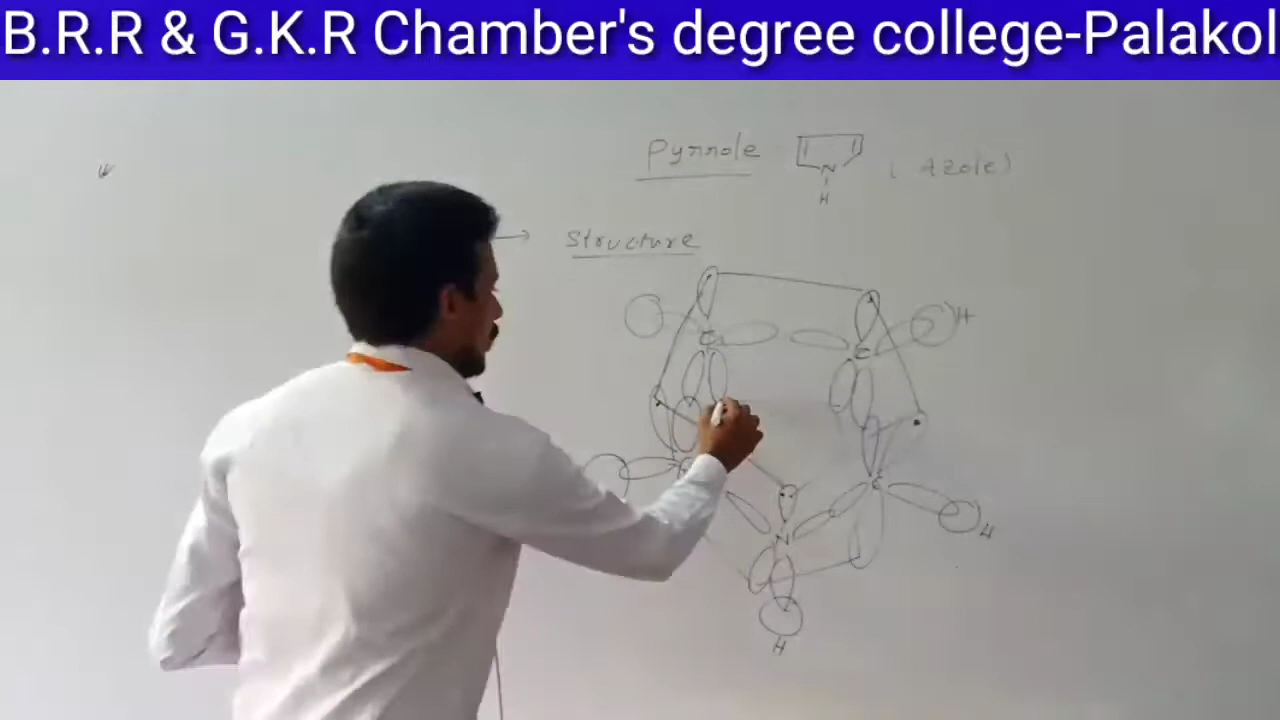 B.R.R & G.K.R Chamber's degree college-Palakol
Pyrrole
N
H
(Azole)
→ Structure
H
C
C
C
H
N
H